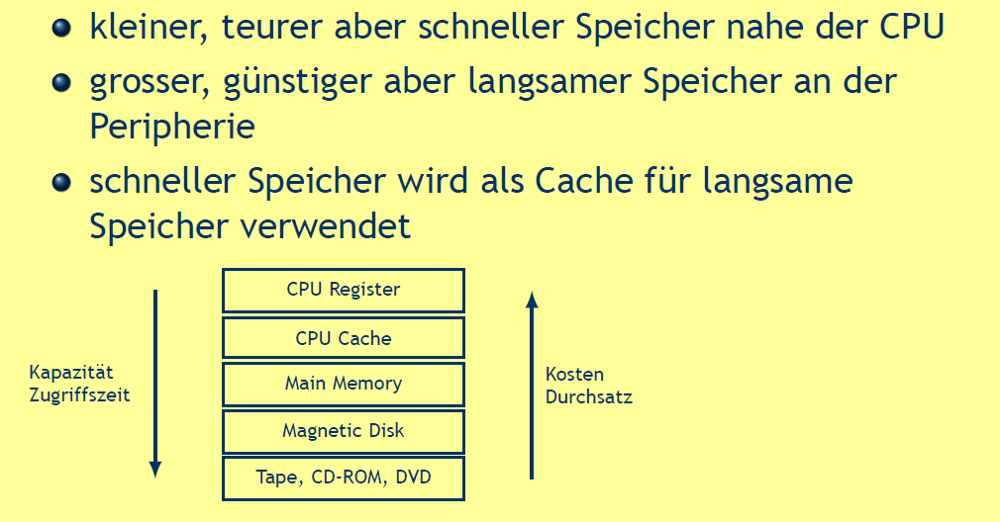 kleiner, teurer aber schneller Speicher nahe der CPU
grosser, günstiger aber langsamer Speicher an der
Peripherie
schneller Speicher wird als Cache für langsame
Speicher verwendet
CPU Register
CPU Cache
Main Memory
Magnetic Disk
Tape, CD-ROM, DVD
Kapazität
Zugriffszeit
Kosten
Durchsatz